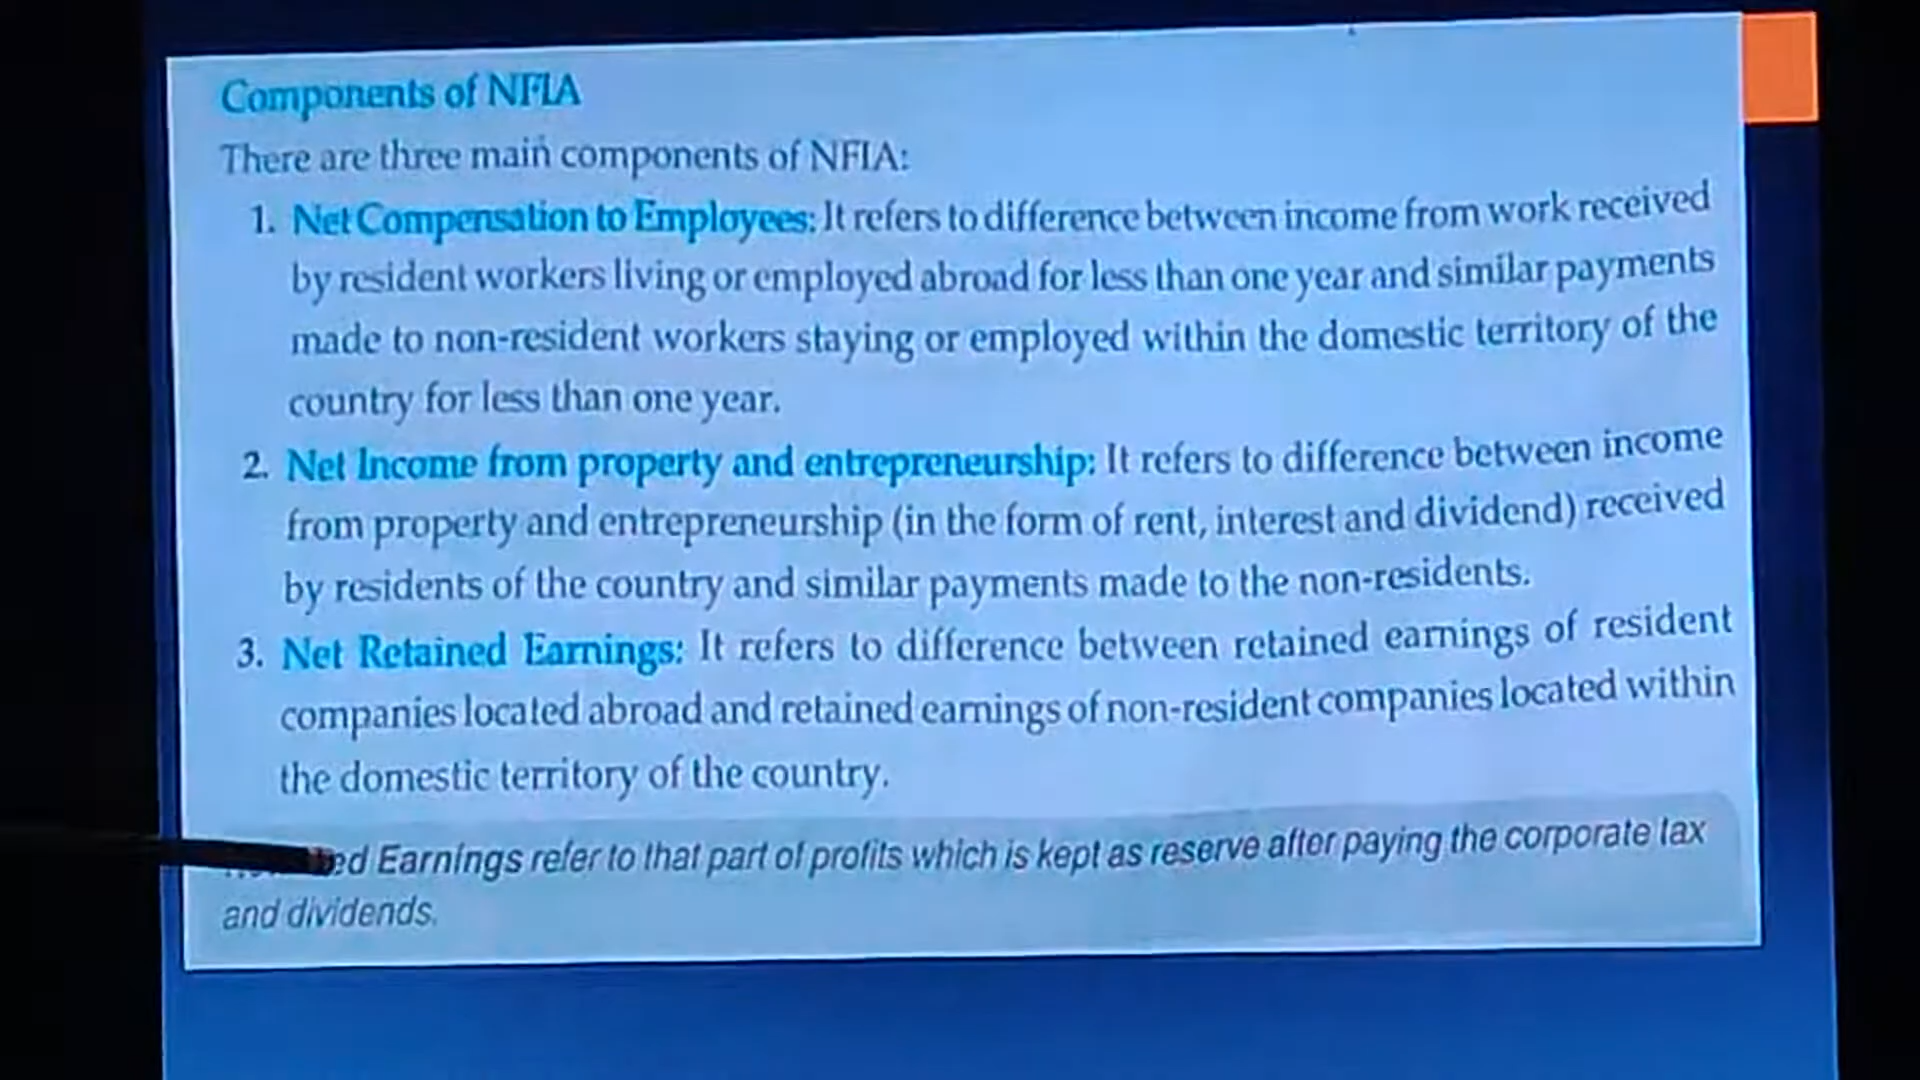 Components of NFIA
There are three main components of NFIA:
1. Net Compensation to Employees: It refers to difference between income from work received
by resident workers living or employed abroad for less than one year and similar payments
made to non-resident workers staying or employed within the domestic territory of the
country for less than one year.
2. Net Income from property and entrepreneurship: It refers to difference between income
from property and entrepreneurship (in the form of rent, interest and dividend) received
by residents of the country and similar payments made to the non-residents.
3. Net Retained Earnings: It refers to difference between retained earnings of resident
companies located abroad and retained earnings of non-resident companies located within
the domestic territory of the country.
Earnings refer to that part of profits which is kept as reserve after paying the corporate tax
and dividends.